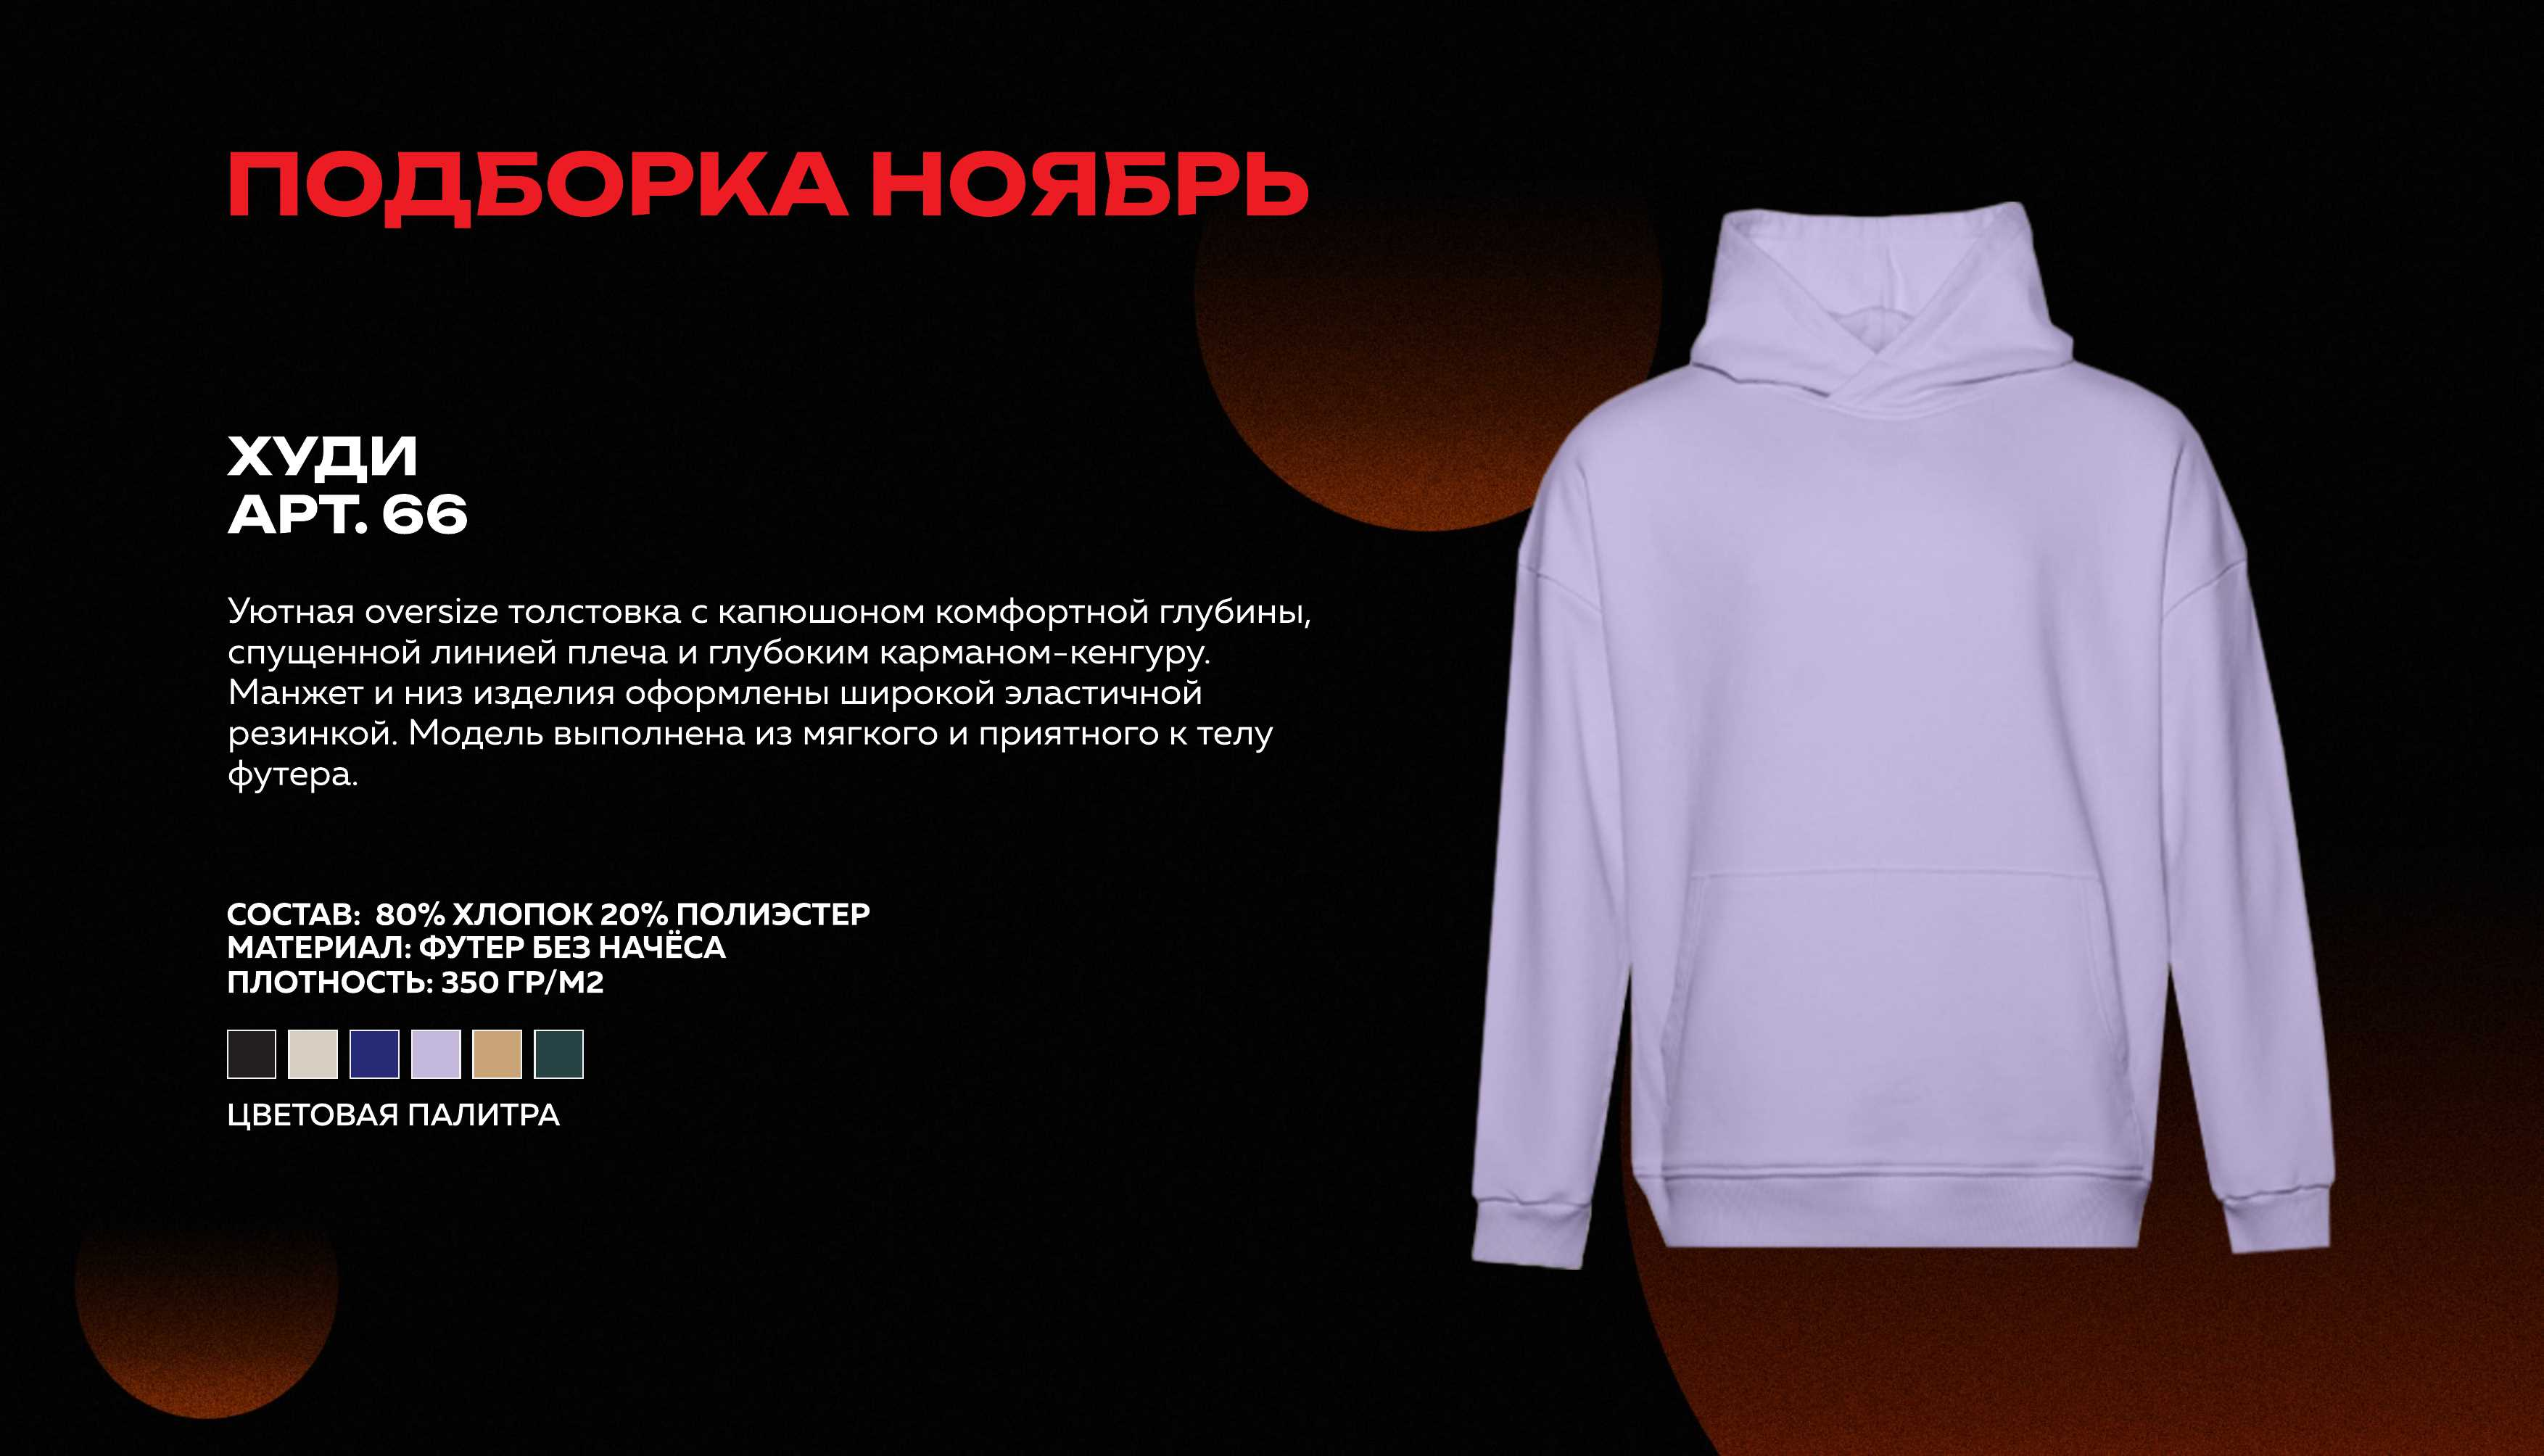 ПОДБОРКА НОЯБРЬ
ХУДИ
АРТ. 66
Уютная oversize толстовка с капюшоном комфортной глубины,
спущенной линией плеча и глубоким карманом-кенгуру.
Манжет и низ изделия оформлены широкой эластичной
резинкой. Модель выполнена из мягкого и приятного к телу
футера.
СОСТАВ: 80% ХЛОПОК 20% ПОЛИЭСТЕР
МАТЕРИАЛ: ФУТЕР БЕЗ НАЧЁСА
ПЛОТНОСТЬ: 350 ГР/М2
ЦВЕТОВАЯ ПАЛИТРА